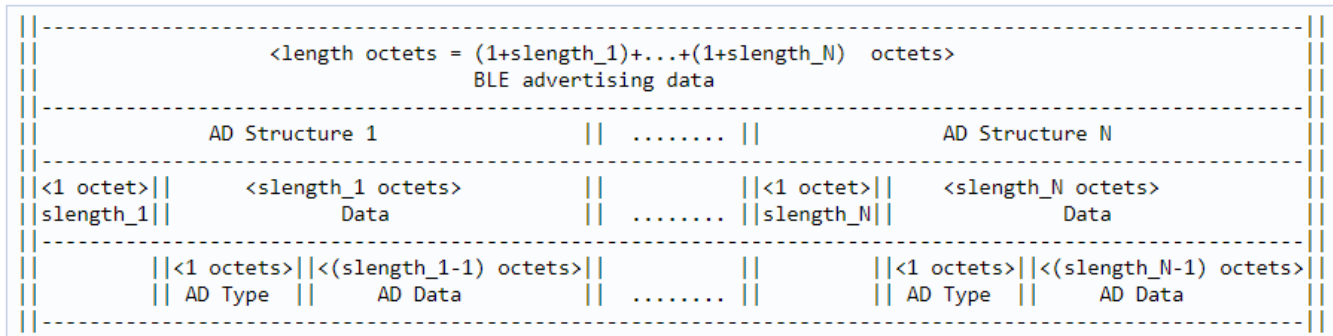 ||------------------------------------------------------------------------------||
||              <length octets = (1+slength_1)+...+(1+slength_N)  octets>                      ||
||                           BLE advertising data                                     ||
||------------------------------------------------------------------------------||
||          AD Structure 1             ||  ........ ||           AD Structure N            ||
||------------------------------------------------------------------------------||
||<1 octet>||     <slength_1 octets>       ||           ||<1 octet>||   <slength_N octets>         ||
||slength_1||           Data               ||  ........ ||slength_N||          Data               ||
||------------------------------------------------------------------------------||
||       ||<1 octets>||<(slength_1-1) octets>||         ||       ||<1 octets>||<(slength_N-1) octets>||
||       || AD Type  ||     AD Data          ||  ........ ||       || AD Type  ||     AD Data          ||
||------------------------------------------------------------------------------||